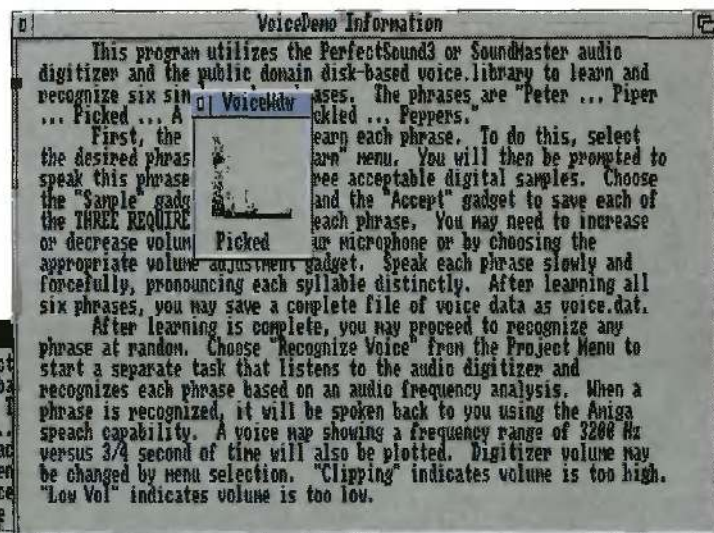 VoiceDemo Information
This program utilizes the PerfectSound3 or SoundMaster audio
digitizer and the public domain disk-based voice.library to learn and
recognize six ases. The phrases are "Peter ... Piper
... Picked ... A ckled ... Peppers."
First, the earn each phrase. To do this, select
the desired phras arn" menu. You will then be prompted to
speak this phrase ree acceptable digital samples. Choose
the "Sample" gadg and the "Accept" gadget to save each of
the THREE REQUIRE each phrase. You may need to increase
or decrease volum ur microphone or by choosing the
appropriate volume adjustment gadget. Speak each phrase slowly and
forcefully, pronouncing each syllable distinctly. After learning all
six phrases, you may save a complete file of voice data as voice.dat.
After learning is complete, you may proceed to recognize any
phrase at random. Choose "Recognize Voice" from the Project Menu to
start a separate task that listens to the audio digitizer and
recognizes each phrase based on an audio frequency analysis. When a
phrase is recognized, it will be spoken back to you using the Amiga
speach capability. A voice map showing a frequency range of 3200 Hz
versus 3/4 second of time will also be plotted. Digitizer volume may
be changed by menu selection. "Clipping" indicates volume is too high.
"Low Vol" indicates volume is too low.
VoiceWdw
Picked